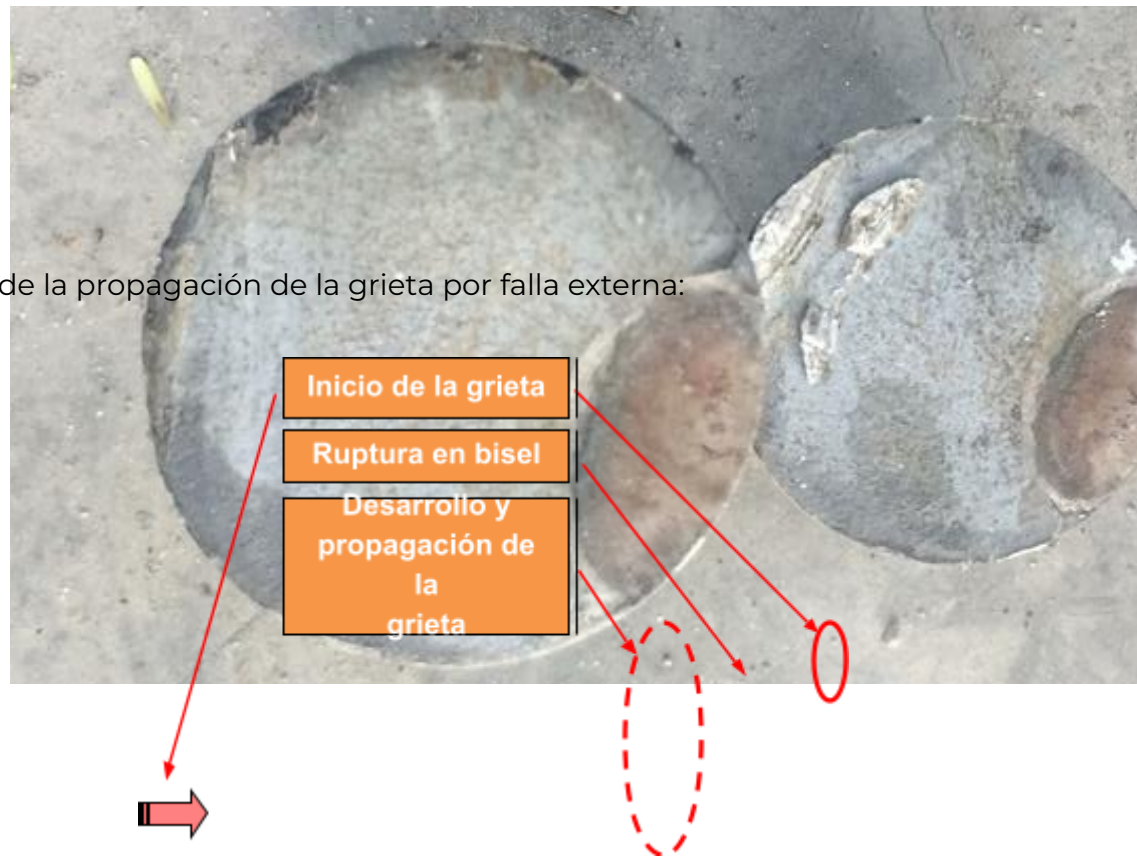 de la propagación de la grieta por falla externa:
Inicio de la grieta
Ruptura en bisel
Desarrollo y
propagación de
la
grieta